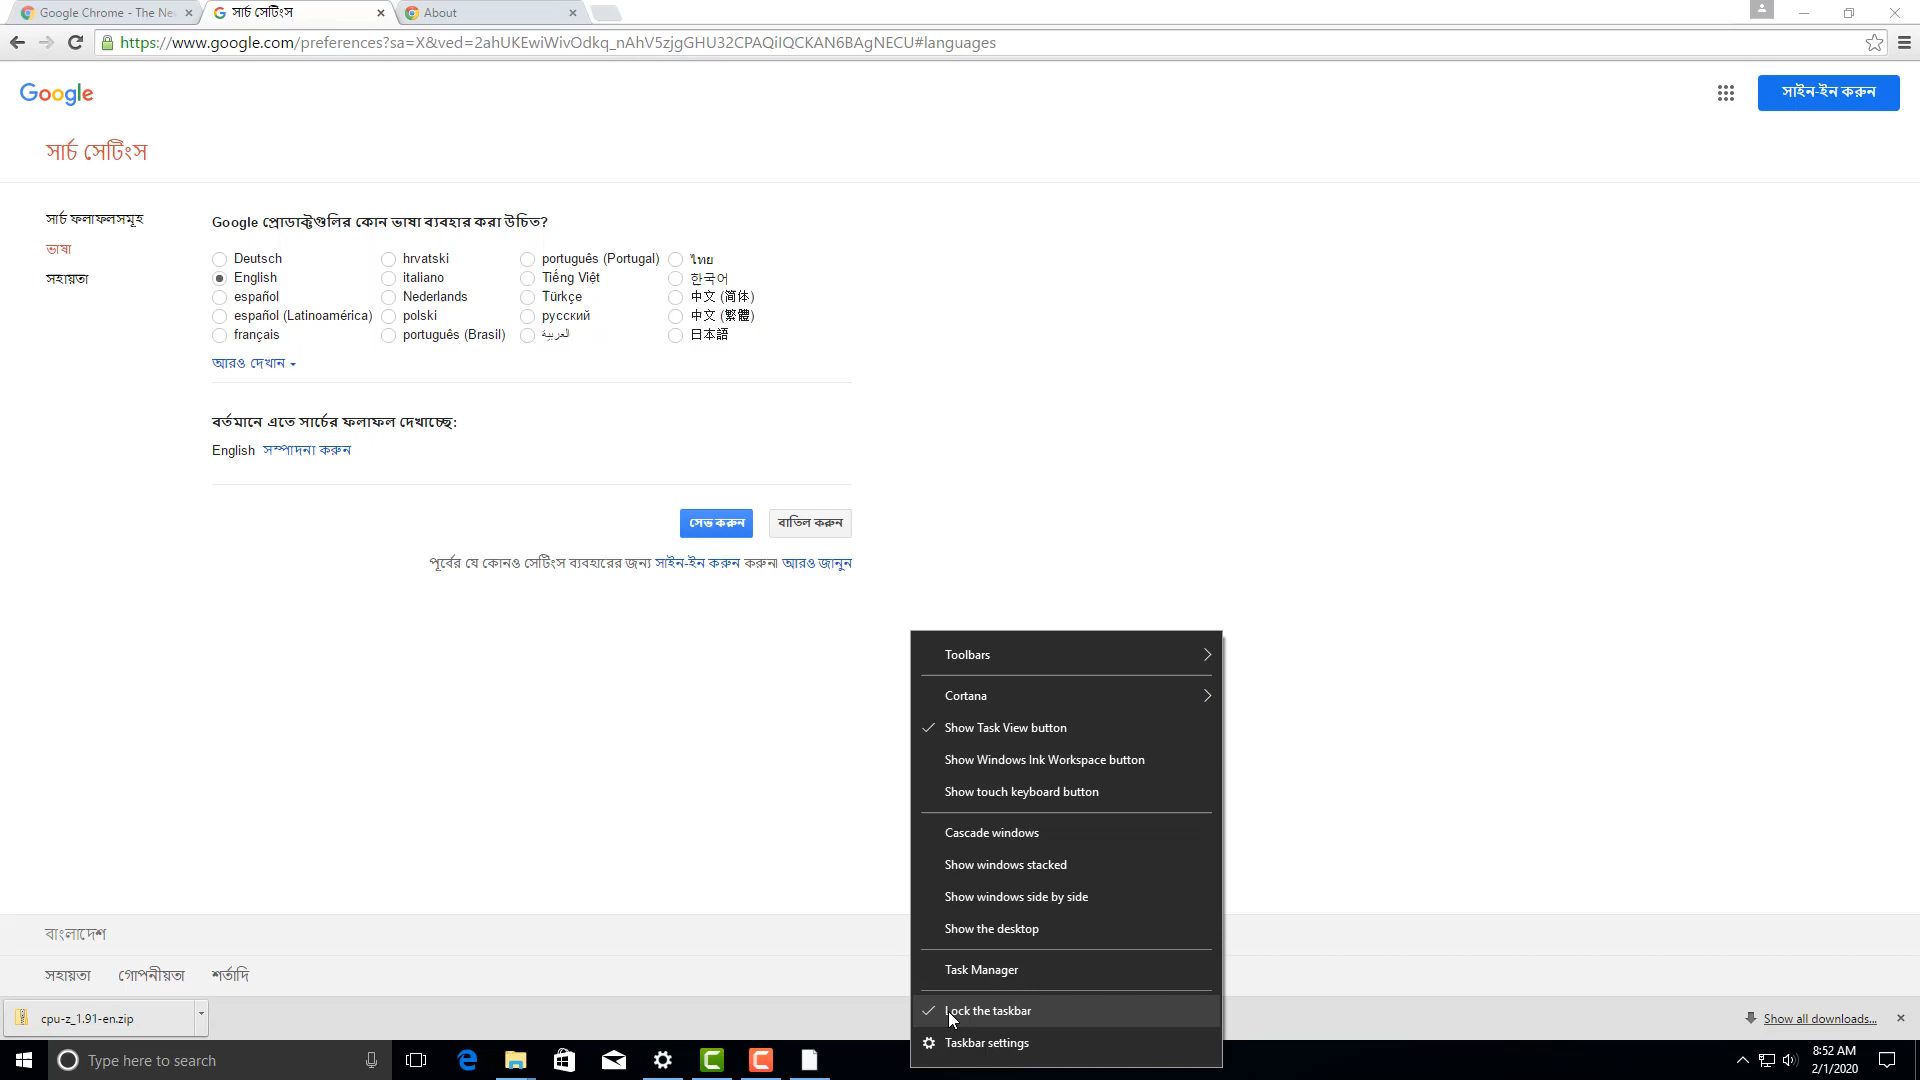 Google Chrome - The Ne
সার্চ সেটিংস
About
https://www.google.com/preferences?sa=X&ved=2ahUKEwiWivOdkq_nAhV5zjgGHU32CPAQiIQCKAN6BAgNECU#languages
Google
সাইন-ইন করুন
সার্চ সেটিংস
সার্চ ফলাফলসমূহ
ভাষা
সহায়তা
Google প্রোডাক্টগুলির কোন ভাষা ব্যবহার করা উচিত?
Deutsch hrvatski português (Portugal) ไทย
English italiano Tiếng Việt 한국어
español Nederlands Türkçe 中文 (简体)
español (Latinoamérica) polski русский 中文 (繁體)
français português (Brasil) العربية 日本語
আরও দেখান
বর্তমানে এতে সার্চের ফলাফল দেখাচ্ছে:
English সম্পাদনা করুন
সেভ করুন বাতিল করুন
পূর্বের যে কোনও সেটিংস ব্যবহারের জন্য সাইন-ইন করুন করুন৷ আরও জানুন
Toolbars
Cortana
Show Task View button
Show Windows Ink Workspace button
Show touch keyboard button
Cascade windows
Show windows stacked
Show windows side by side
Show the desktop
Task Manager
Lock the taskbar
Taskbar settings
বাংলাদেশ
সহায়তা গোপনীয়তা শর্তাদি
cpu-z_1.91-en.zip
Show all downloads...
Type here to search
8:52 AM
2/1/2020